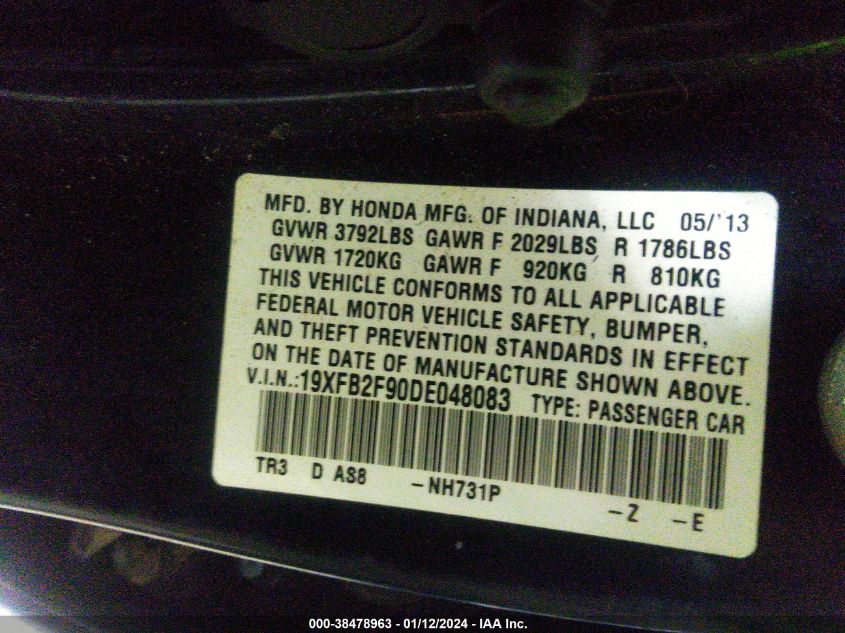 MFD. BY HONDA MFG. OF INDIANA, LLC 05/'13
GVWR 3792LBS GAWR F 2029LBS R 1786LBS
GVWR 1720KG GAWR F 920KG R 810KG
THIS VEHICLE CONFORMS TO ALL APPLICABLE
FEDERAL MOTOR VEHICLE SAFETY, BUMPER,
AND THEFT PREVENTION STANDARDS IN EFFECT
ON THE DATE OF MANUFACTURE SHOWN ABOVE.
V.I.N.:19XFB2F90DE048083 TYPE: PASSENGER CAR
TR3 D AS8 -NH731P -Z -E
000-38478963 - 01/12/2024 - IAA Inc.